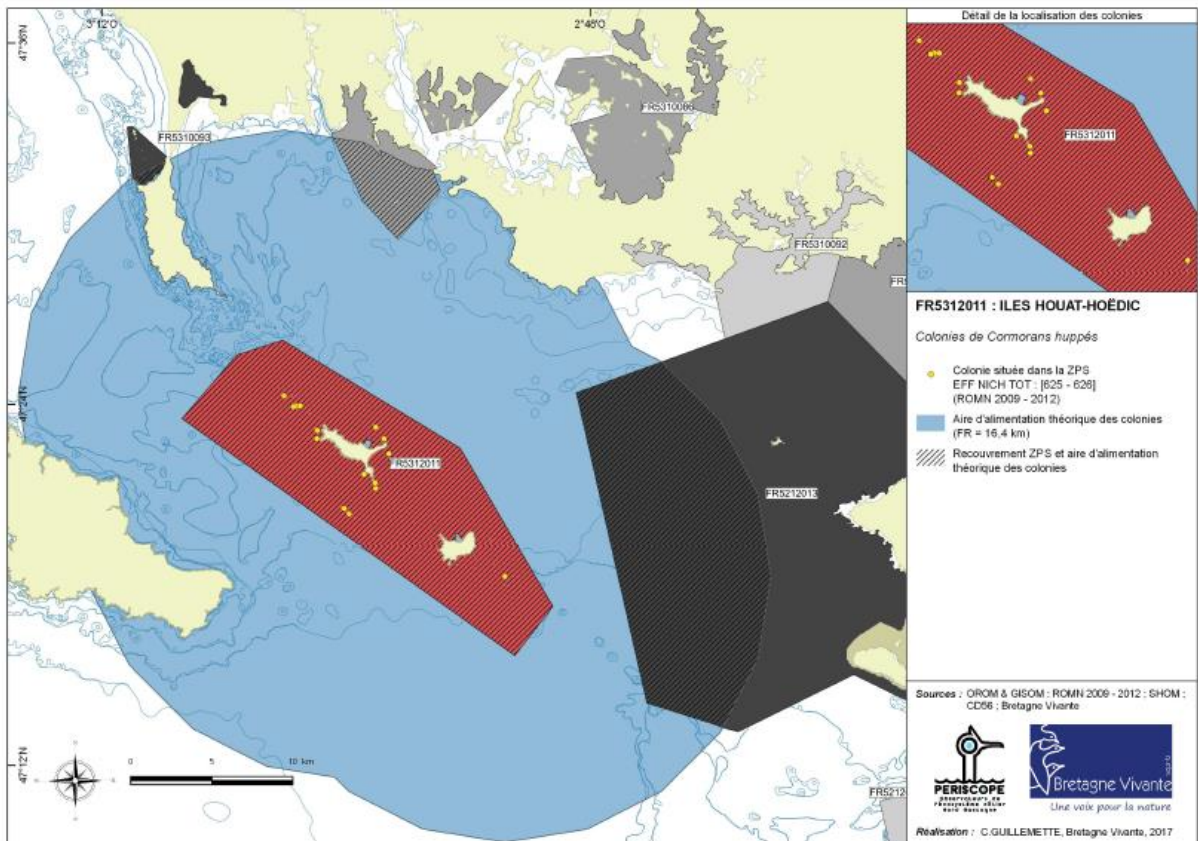 3°12'O
2°48'O
47°36'N
47°24'N
47°12'N
FR5310093
FR5310086
FR5310092
FR5312011
FR5212013
0 5 10 km
Détail de la localisation des colonies
FR5312011
FR5312011 : ILES HOUAT-HOËDIC
Colonies de Cormorans huppés
Colonie située dans la ZPS
EFF NICH TOT : [625 - 626]
(ROMN 2009 - 2012)
Aire d'alimentation théorique des colonies
(FR = 16,4 km)
Recouvrement ZPS et aire d'alimentation
théorique des colonies
Sources : OROM & GISOM ; ROMN 2009 - 2012 ; SHOM ;
CD56 ; Bretagne Vivante
PERISCOPE
Bretagne Vivante
Une voix pour la nature
Réalisation : C.GUILLEMETTE, Bretagne Vivante, 2017